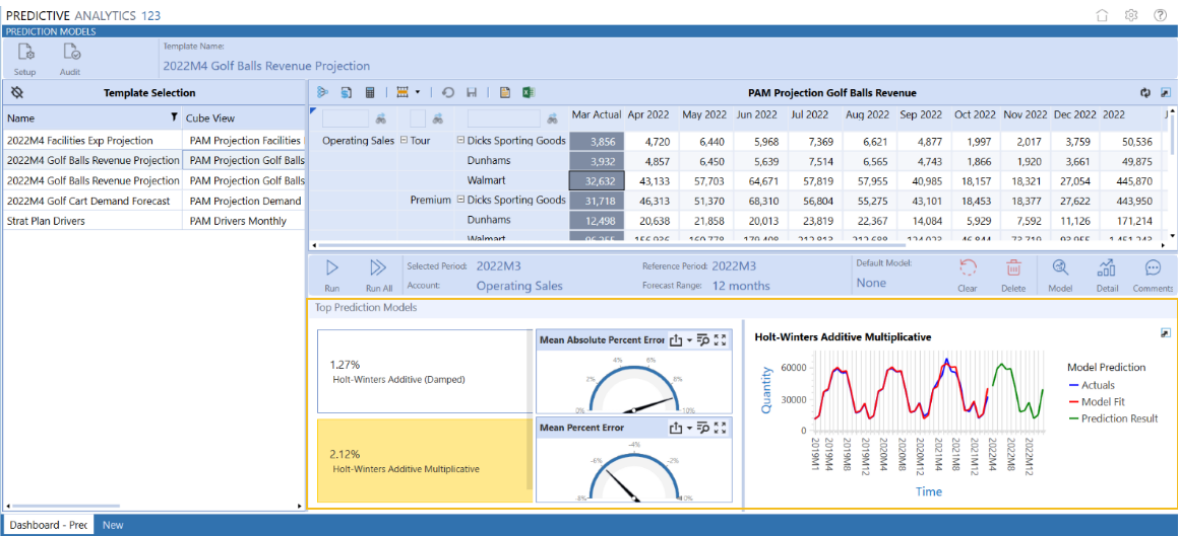 PREDICTIVE ANALYTICS 123
PREDICTION MODELS
Setup
Audit
Template Name:
2022M4 Golf Balls Revenue Projection
Template Selection
Name Cube View
2022M4 Facilities Exp Projection PAM Projection Facilities
2022M4 Golf Balls Revenue Projection PAM Projection Golf Balls
2022M4 Golf Balls Revenue Projection PAM Projection Golf Balls
2022M4 Golf Cart Demand Forecast PAM Projection Demand
Strat Plan Drivers PAM Drivers Monthly
PAM Projection Golf Balls Revenue
Mar Actual Apr 2022 May 2022 Jun 2022 Jul 2022 Aug 2022 Sep 2022 Oct 2022 Nov 2022 Dec 2022 2022
Operating Sales Tour Dicks Sporting Goods 3,856 4,720 6,440 5,968 7,369 6,621 4,877 1,997 2,017 3,759 50,536
Dunhams 3,932 4,857 6,450 5,639 7,514 6,565 4,743 1,866 1,920 3,661 49,875
Walmart 32,632 43,133 57,703 64,671 57,819 57,955 40,985 18,157 18,321 27,054 445,870
Premium Dicks Sporting Goods 31,718 46,313 51,370 68,310 56,804 55,275 43,101 18,453 18,377 27,622 443,950
Dunhams 12,498 20,638 21,858 20,013 23,819 22,367 14,084 5,929 7,592 11,126 171,214
Walmart
Run
Run All
Selected Period: 2022M3
Account: Operating Sales
Reference Period: 2022M3
Forecast Range: 12 months
Default Model:
None
Clear
Delete
Model
Detail
Comments
Top Prediction Models
1.27%
Holt-Winters Additive (Damped)
Mean Absolute Percent Error
2% 4% 6% 8% 10%
2.12%
Holt-Winters Additive Multiplicative
Mean Percent Error
-8% -6% -4% -2%
Holt-Winters Additive Multiplicative
Quantity
60000
30000
0
2019M1 2019M4 2019M8 2019M12 2020M4 2020M8 2020M12 2021M4 2021M8 2021M12 2022M4 2022M8 2022M12
Time
Model Prediction
Actuals
Model Fit
Prediction Result
Dashboard - Prec New